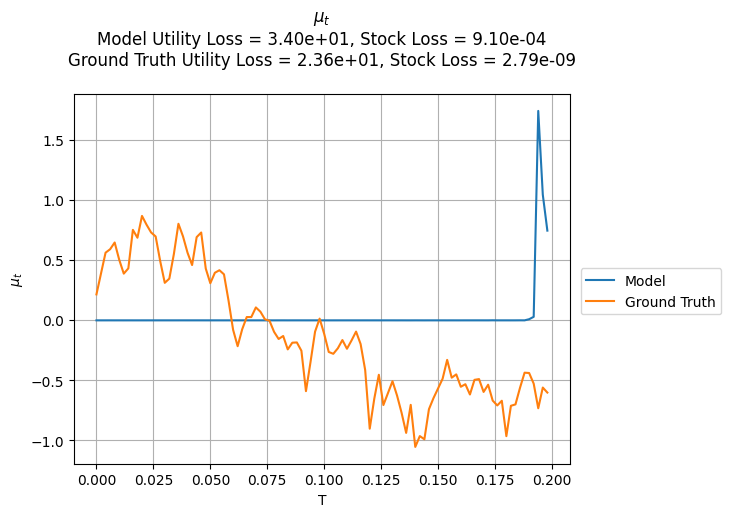 μ_t
Model Utility Loss = 3.40e+01, Stock Loss = 9.10e-04
Ground Truth Utility Loss = 2.36e+01, Stock Loss = 2.79e-09
1.5
1.0
0.5
0.0
−0.5
−1.0
μ_t
0.000 0.025 0.050 0.075 0.100 0.125 0.150 0.175 0.200
T
Model
Ground Truth